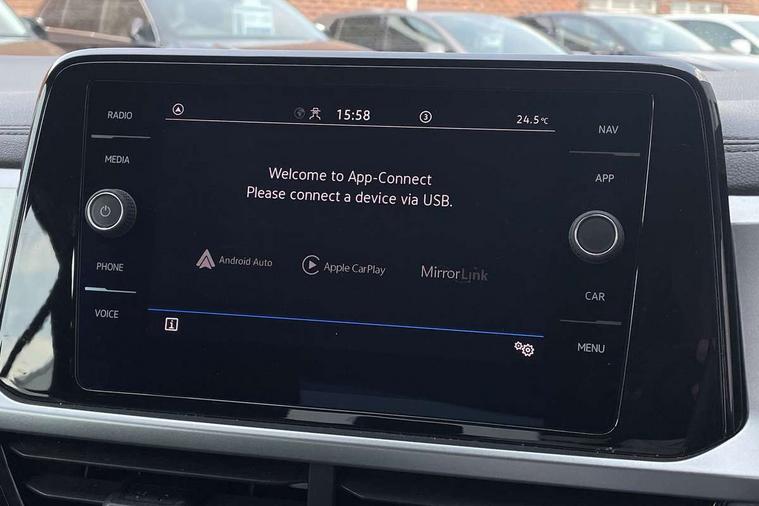 RADIO
MEDIA
PHONE
VOICE
15:58
3
24.5°C
Welcome to App-Connect
Please connect a device via USB.
Android Auto
Apple CarPlay
MirrorLink
i
NAV
APP
CAR
MENU